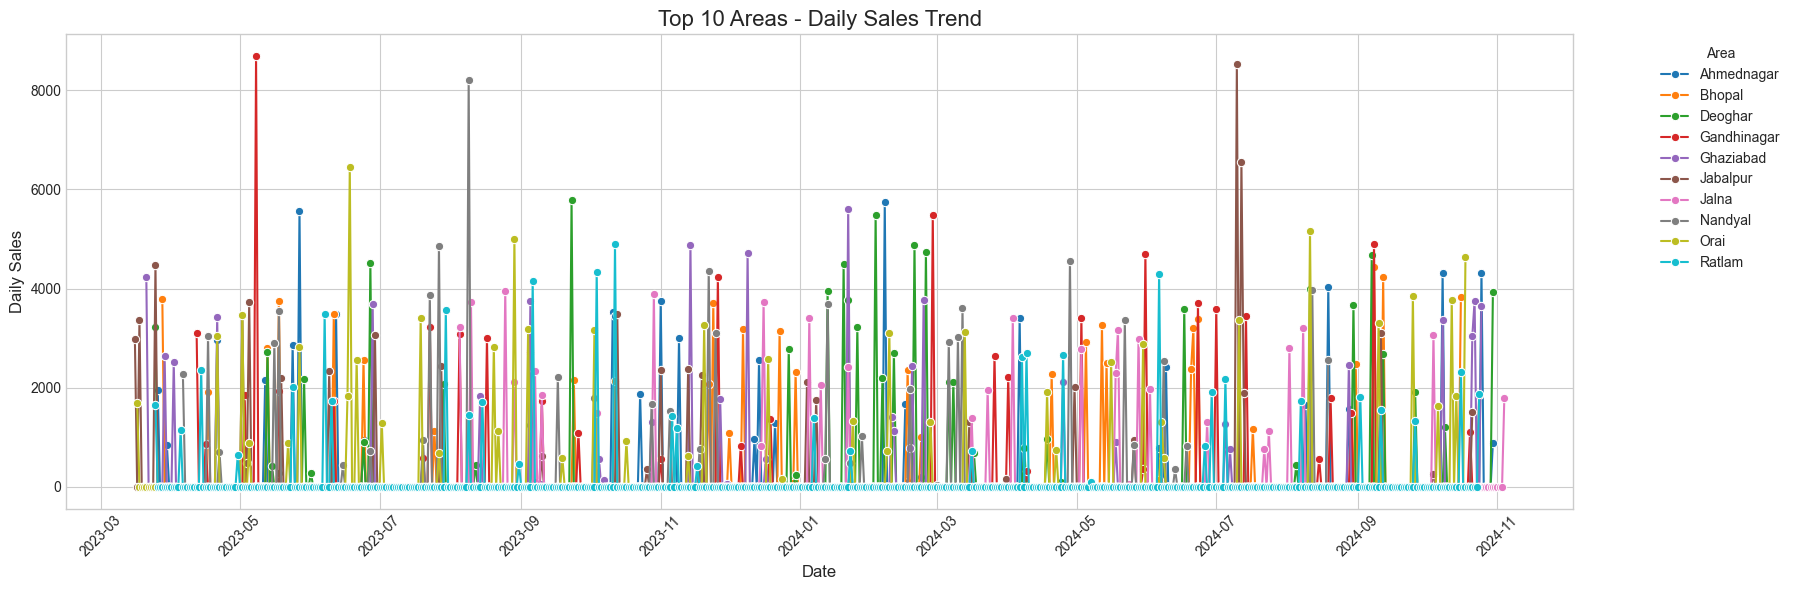 Top 10 Areas - Daily Sales Trend
Daily Sales
8000
6000
4000
2000
0
2023-03
2023-05
2023-07
2023-09
2023-11
2024-01
2024-03
2024-05
2024-07
2024-09
2024-11
Date
Area
Ahmednagar
Bhopal
Deoghar
Gandhinagar
Ghaziabad
Jabalpur
Jalna
Nandyal
Orai
Ratlam